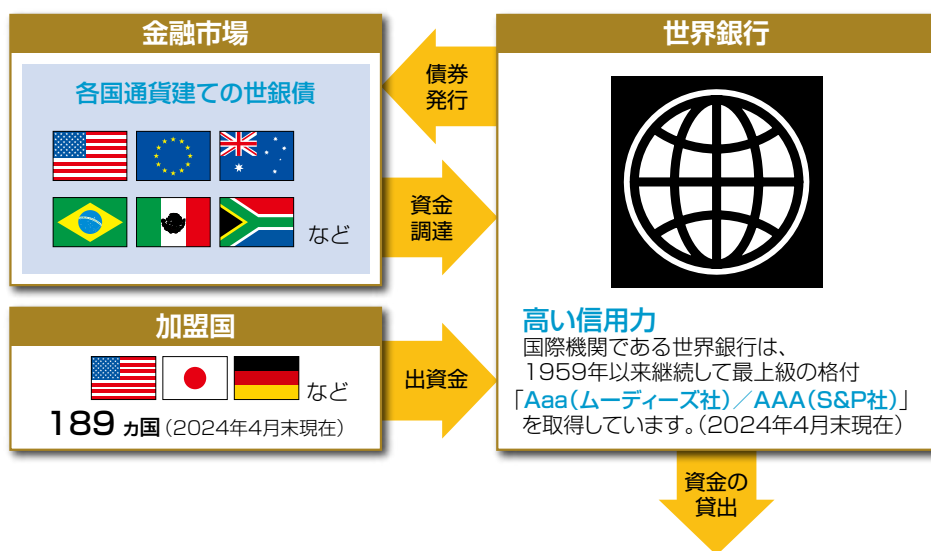 金融市場
各国通貨建ての世銀債
など
債券
発行
資金
調達
加盟国
など
189ヵ国(2024年4月末現在)
出資金
世界銀行
高い信用力
国際機関である世界銀行は、
1959年以来継続して最上級の格付
「Aaa(ムーディーズ社)/AAA(S&P社)」
を取得しています。(2024年4月末現在)
資金の
貸出